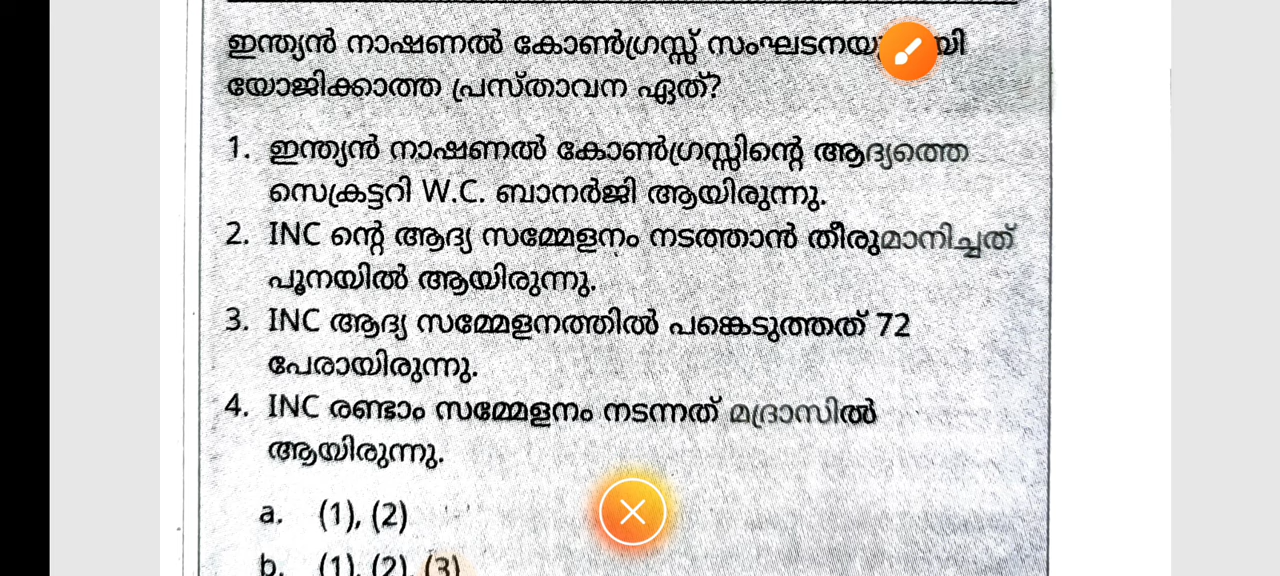 ഇന്ത്യൻ നാഷണൽ കോൺഗ്രസ്സ്
യോജിക്കാത്ത പ്രസ്താവന ഏത്?
1. ഇന്ത്യൻ നാഷണൽ കോൺഗ്രസ്സിന്റെ ആദ്യത്തെ
സെക്രട്ടറി W.C. ബാനർജി ആയിരുന്നു.
2. INC ന്റെ ആദ്യ സമ്മേളനം നടത്താൻ തീരുമാനിച്ചത്
പൂനയിൽ ആയിരുന്നു.
3. INC ആദ്യ സമ്മേളനത്തിൽ പങ്കെടുത്തത് 72
പേരായിരുന്നു.
4. INC രണ്ടാം സമ്മേളനം നടന്നത് മദ്രാസിൽ
ആയിരുന്നു.
a. (1), (2)
b. (1), (2), (3)